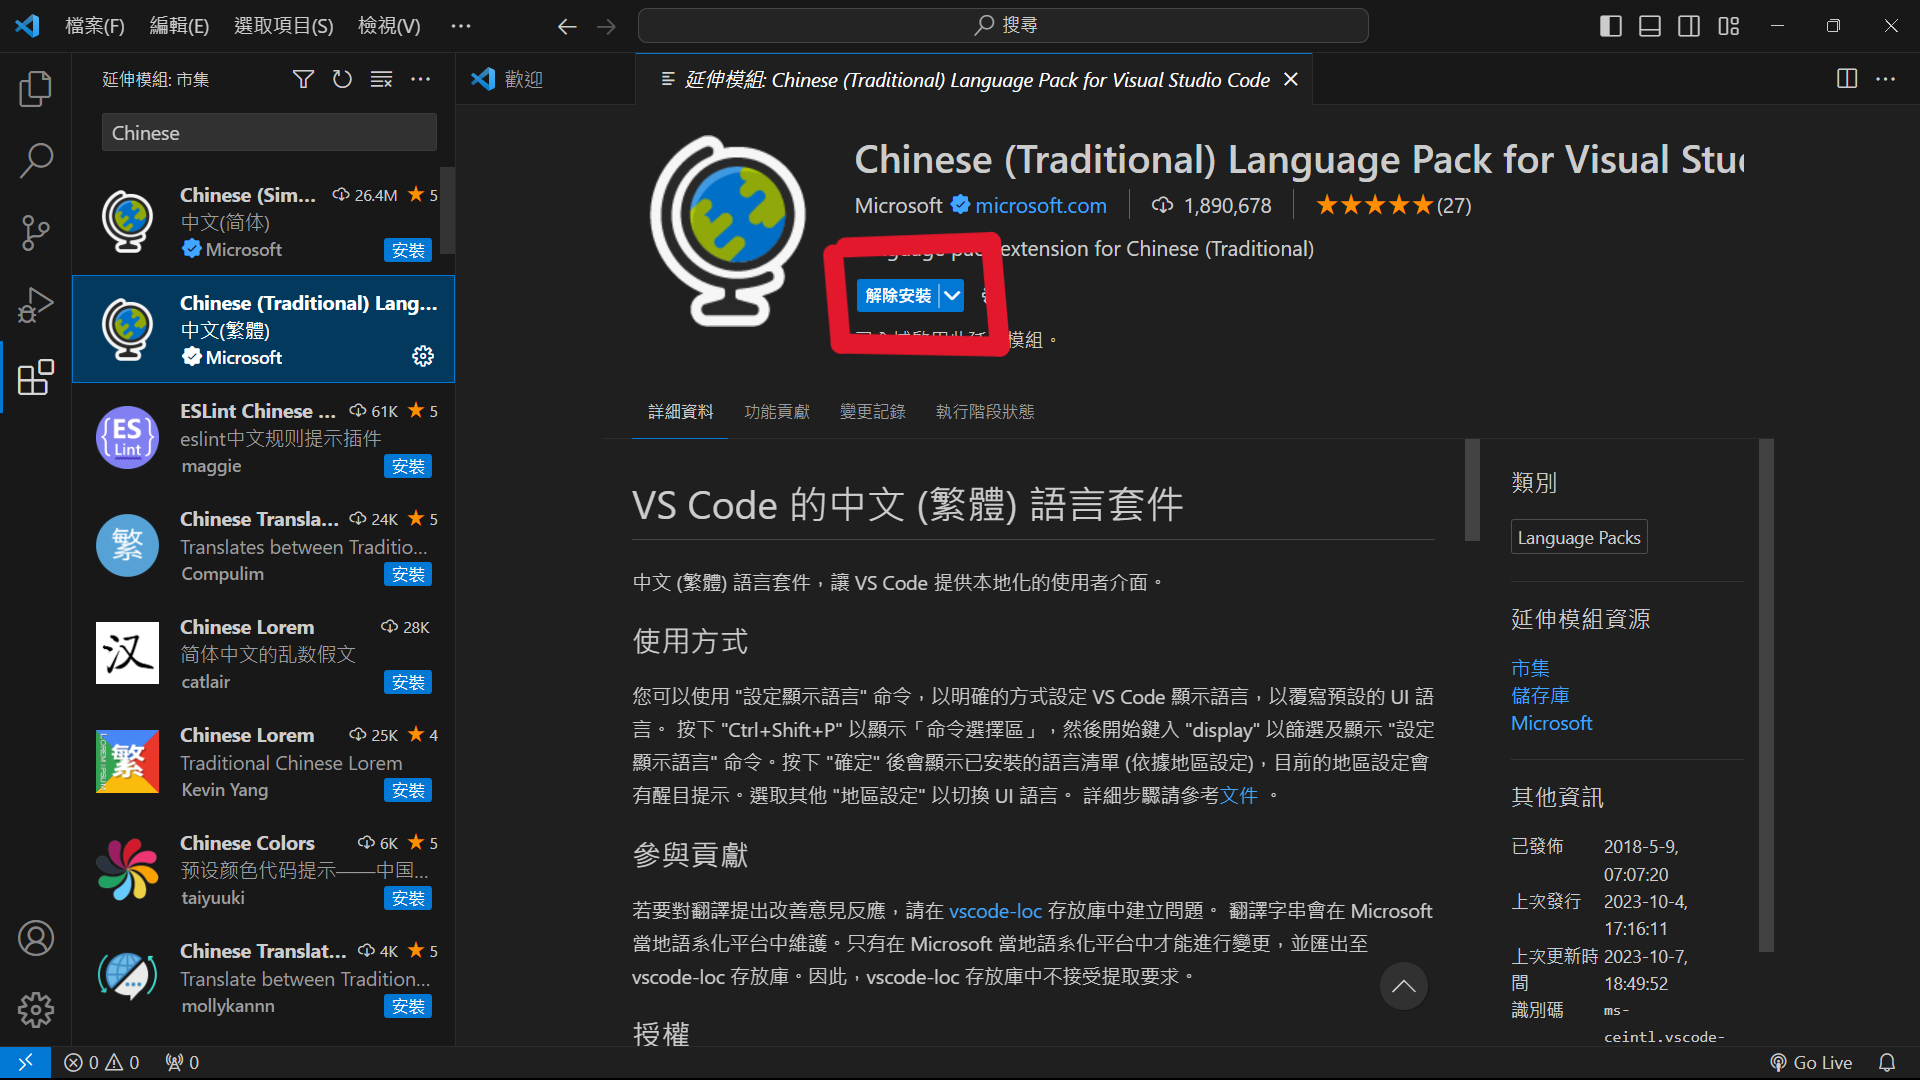 檔案(F) 編輯(E) 選取項目(S) 檢視(V) ··· 搜尋
延伸模組: 市集
歡迎
延伸模組: Chinese (Traditional) Language Pack for Visual Studio Code
Chinese
Chinese (Sim... 26.4M 5
中文(简体)
Microsoft 安裝
Chinese (Traditional) Lang...
中文(繁體)
Microsoft
ESLint Chinese ... 61K 5
eslint中文规则提示插件
maggie 安裝
Chinese Transla... 24K 5
Translates between Traditio...
Compulim 安裝
Chinese Lorem 28K
简体中文的乱数假文
catlair 安裝
Chinese Lorem 25K 4
Traditional Chinese Lorem
Kevin Yang 安裝
Chinese Colors 6K 5
预设颜色代码提示——中国...
taiyuuki 安裝
Chinese Translat... 4K 5
Translate between Tradition...
mollykannn 安裝
ES
Lint
繁
汉
繁
Chinese (Traditional) Language Pack for Visual Stu
Microsoft microsoft.com 1,890,678 ★★★★★(27)
extension for Chinese (Traditional)
解除安裝
模組。
詳細資料 功能貢獻 變更記錄 執行階段狀態
VS Code 的中文 (繁體) 語言套件
中文 (繁體) 語言套件，讓 VS Code 提供本地化的使用者介面。
使用方式
您可以使用 "設定顯示語言" 命令，以明確的方式設定 VS Code 顯示語言，以覆寫預設的 UI 語
言。 按下 "Ctrl+Shift+P" 以顯示「命令選擇區」，然後開始鍵入 "display" 以篩選及顯示 "設定
顯示語言" 命令。按下 "確定" 後會顯示已安裝的語言清單 (依據地區設定)，目前的地區設定會
有醒目提示。選取其他 "地區設定" 以切換 UI 語言。 詳細步驟請參考文件 。
參與貢獻
若要對翻譯提出改善意見反應，請在 vscode-loc 存放庫中建立問題。 翻譯字串會在 Microsoft
當地語系化平台中維護。只有在 Microsoft 當地語系化平台中才能進行變更，並匯出至
vscode-loc 存放庫。因此，vscode-loc 存放庫中不接受提取要求。
授權
類別
Language Packs
延伸模組資源
市集
儲存庫
Microsoft
其他資訊
已發佈 2018-5-9,
07:07:20
上次發行 2023-10-4,
17:16:11
上次更新時 2023-10-7,
間 18:49:52
識別碼 ms-
ceintl.vscode-
0 0 0 Go Live